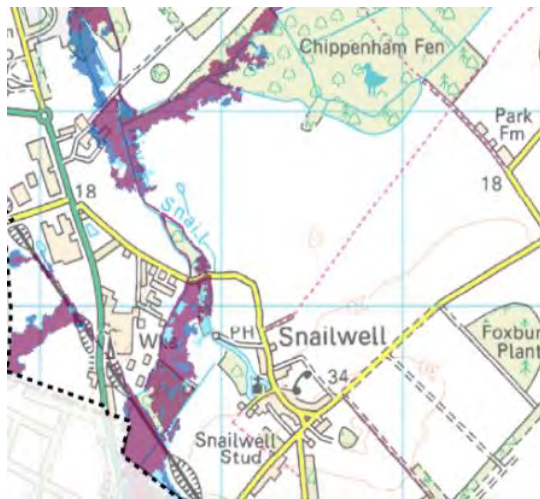 Chippenham Fen
Park
Fm
18
18
Snail
PH
Snailwell
Wks
Foxbur
Plant
34
Snailwell
Stud